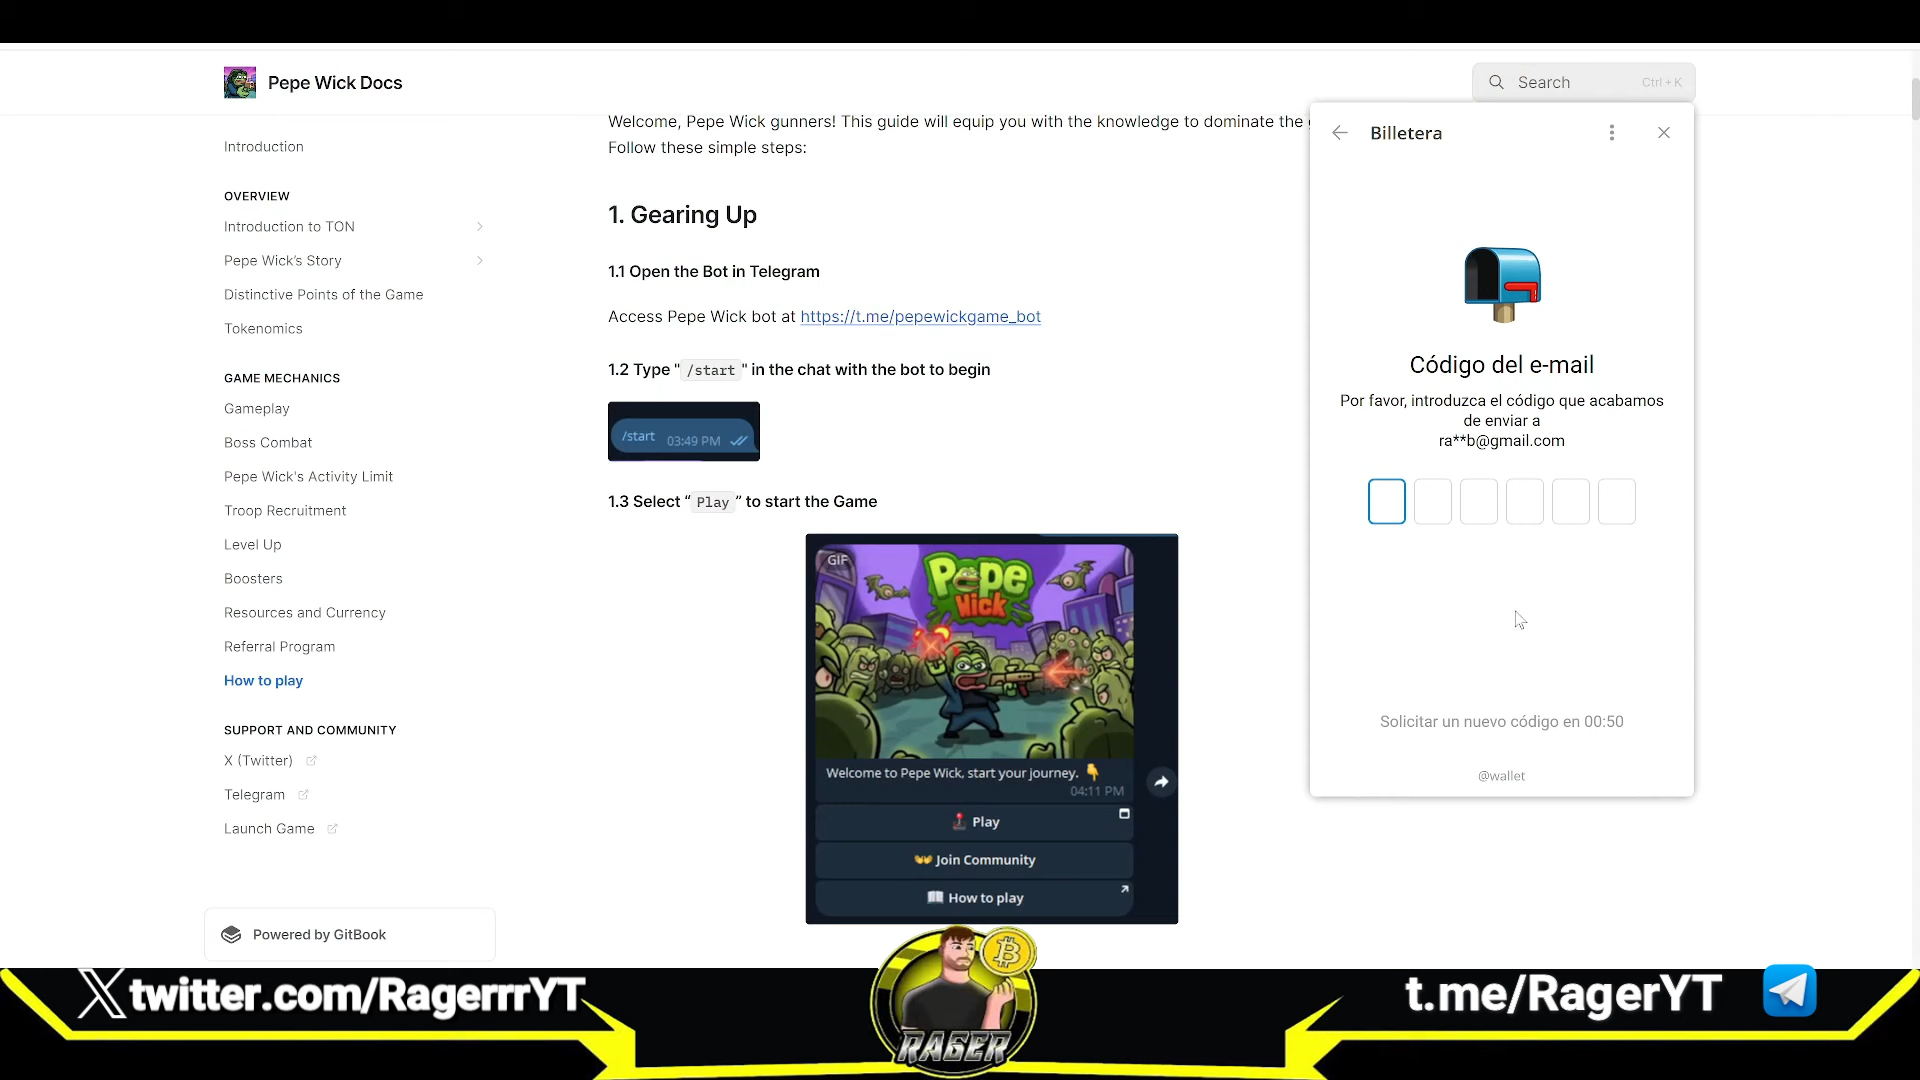 Pepe Wick Docs
Search
Ctrl + K
Introduction
OVERVIEW
Introduction to TON
Pepe Wick's Story
Distinctive Points of the Game
Tokenomics
GAME MECHANICS
Gameplay
Boss Combat
Pepe Wick's Activity Limit
Troop Recruitment
Level Up
Boosters
Resources and Currency
Referral Program
How to play
SUPPORT AND COMMUNITY
X (Twitter)
Telegram
Launch Game
Powered by GitBook
Welcome, Pepe Wick gunners! This guide will equip you with the knowledge to dominate the
Follow these simple steps:
1. Gearing Up
1.1 Open the Bot in Telegram
Access Pepe Wick bot at https://t.me/pepewickgame_bot
1.2 Type "/start" in the chat with the bot to begin
/start 03:49 PM
1.3 Select “Play” to start the Game
GIF
Pepe
Wick
Welcome to Pepe Wick, start your journey. 👇
04:11 PM
Play
Join Community
How to play
Billetera
Código del e-mail
Por favor, introduzca el código que acabamos
de enviar a
ra**b@gmail.com
Solicitar un nuevo código en 00:50
@wallet
twitter.com/RagerrrYT
RAGER
t.me/RagerYT